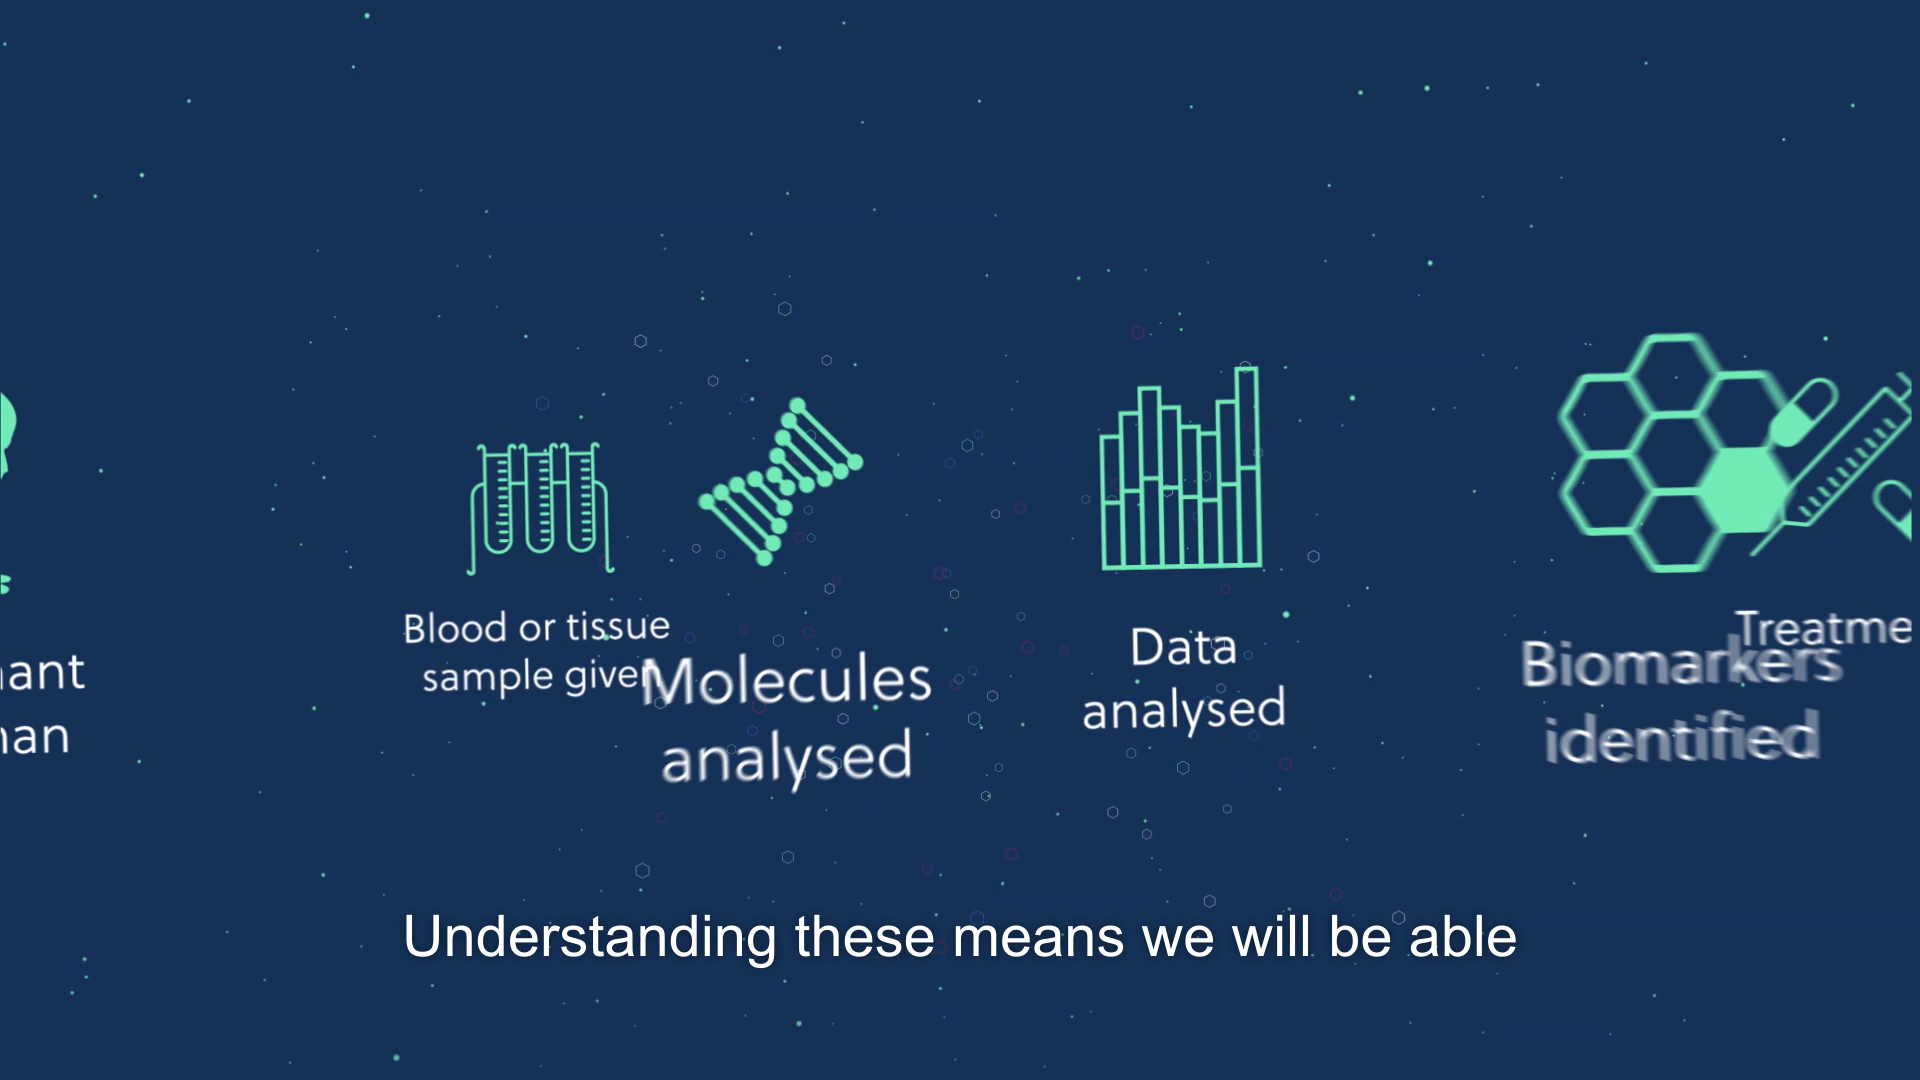 ant
an
Blood or tissue
sample given
Molecules
analysed
Data
analysed
Biomarkers
identified
Treatme
Understanding these means we will be able